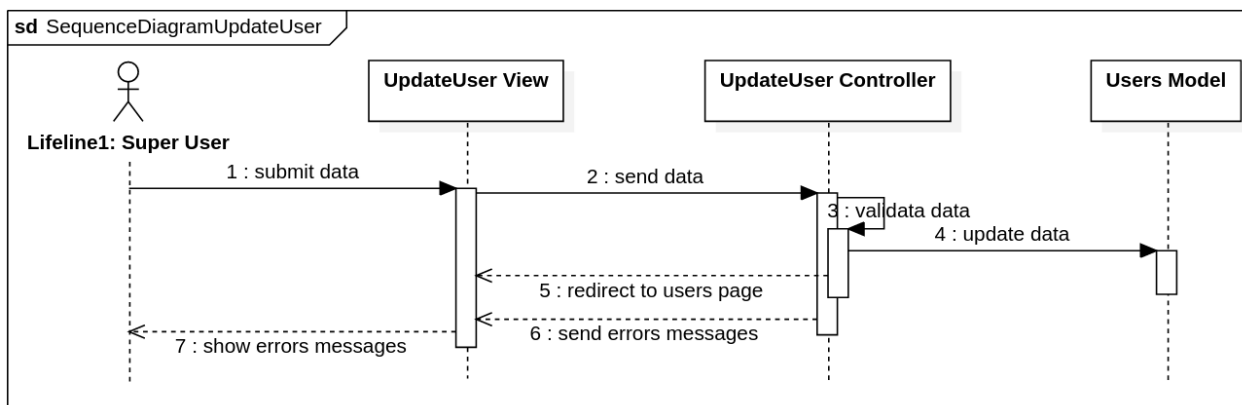 sd SequenceDiagramUpdateUser
Lifeline1: Super User
UpdateUser View
UpdateUser Controller
Users Model
1 : submit data
2 : send data
3 : validata data
4 : update data
5 : redirect to users page
6 : send errors messages
7 : show errors messages